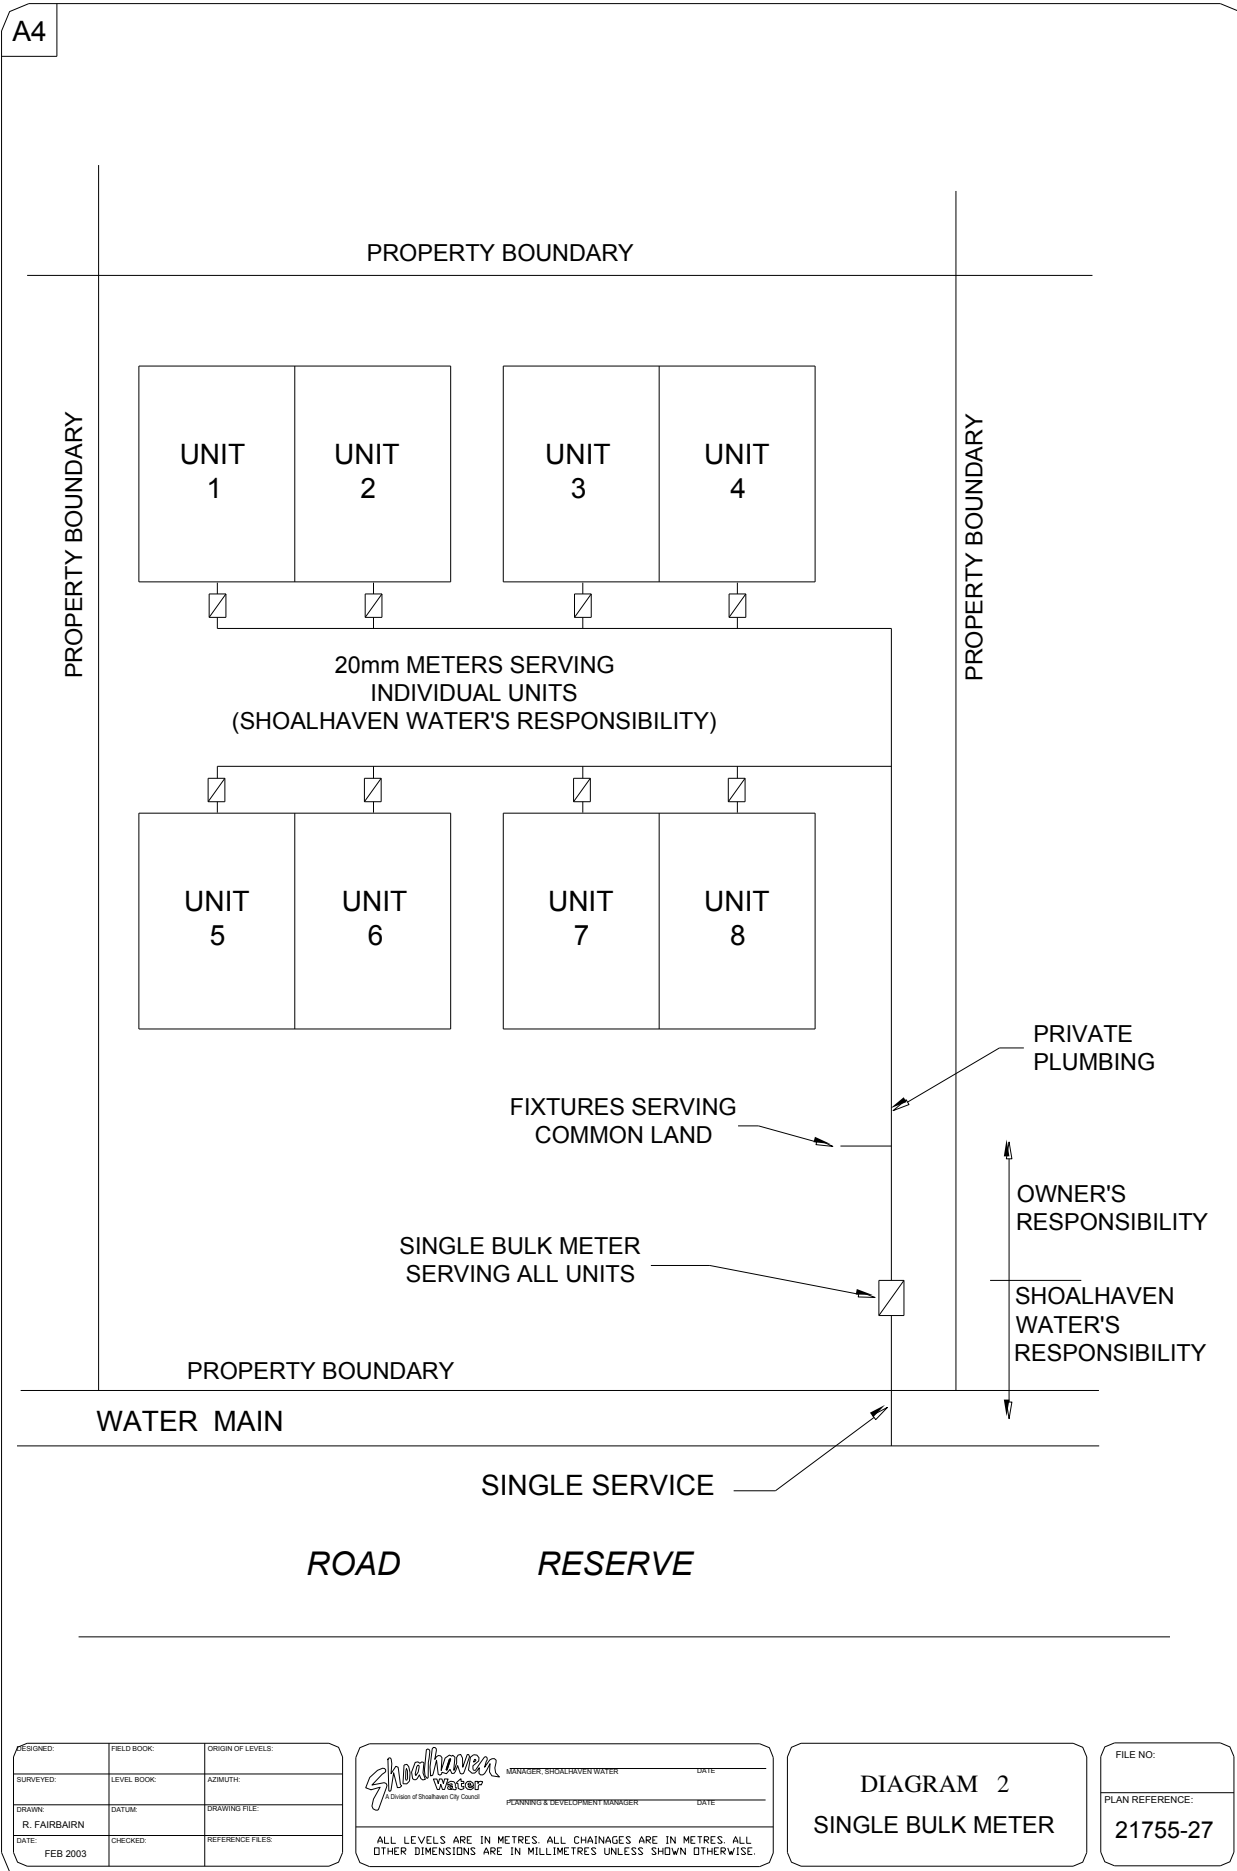 A4
PROPERTY BOUNDARY
PROPERTY BOUNDARY
PROPERTY BOUNDARY
UNIT
1
UNIT
2
UNIT
3
UNIT
4
20mm METERS SERVING
INDIVIDUAL UNITS
(SHOALHAVEN WATER'S RESPONSIBILITY)
UNIT
5
UNIT
6
UNIT
7
UNIT
8
PRIVATE
PLUMBING
FIXTURES SERVING
COMMON LAND
OWNER'S
RESPONSIBILITY
SINGLE BULK METER
SERVING ALL UNITS
SHOALHAVEN
WATER'S
RESPONSIBILITY
PROPERTY BOUNDARY
WATER MAIN
SINGLE SERVICE
ROAD RESERVE
DESIGNED:
FIELD BOOK:
ORIGIN OF LEVELS:
SURVEYED:
LEVEL BOOK:
AZIMUTH:
DRAWN:
R. FAIRBAIRN
DATUM:
DRAWING FILE:
DATE:
FEB 2003
CHECKED:
REFERENCE FILES:
Shoalhaven
Water
A Division of Shoalhaven City Council
MANAGER, SHOALHAVEN WATER DATE
PLANNING & DEVELOPMENT MANAGER DATE
ALL LEVELS ARE IN METRES. ALL CHAINAGES ARE IN METRES. ALL
OTHER DIMENSIONS ARE IN MILLIMETRES UNLESS SHOWN OTHERWISE.
DIAGRAM 2
SINGLE BULK METER
FILE NO:
PLAN REFERENCE:
21755-27